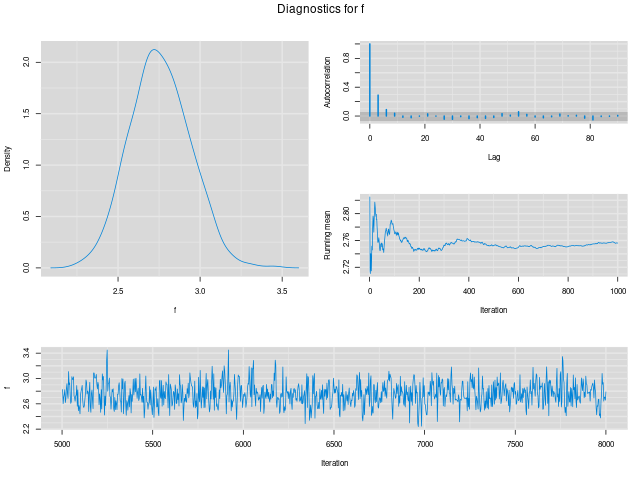 Diagnostics for f
Density
0.0 0.5 1.0 1.5 2.0
2.5 3.0 3.5
f
Autocorrelation
0.0 0.4 0.8
0 20 40 60 80
Lag
Running mean
2.72 2.76 2.80
0 200 400 600 800 1000
Iteration
f
2.2 2.6 3.0 3.4
5000 5500 6000 6500 7000 7500 8000
Iteration